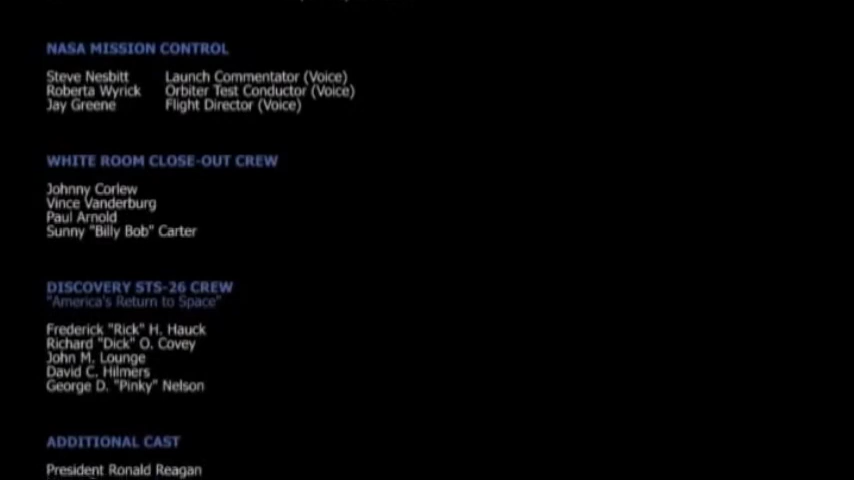 NASA MISSION CONTROL
Steve Nesbitt Launch Commentator (Voice)
Roberta Wyrick Orbiter Test Conductor (Voice)
Jay Greene Flight Director (Voice)
WHITE ROOM CLOSE-OUT CREW
Johnny Corlew
Vince Vanderburg
Paul Arnold
Sunny "Billy Bob" Carter
DISCOVERY STS-26 CREW
"America's Return to Space"
Frederick "Rick" H. Hauck
Richard "Dick" O. Covey
John M. Lounge
David C. Hilmers
George D. "Pinky" Nelson
ADDITIONAL CAST
President Ronald Reagan